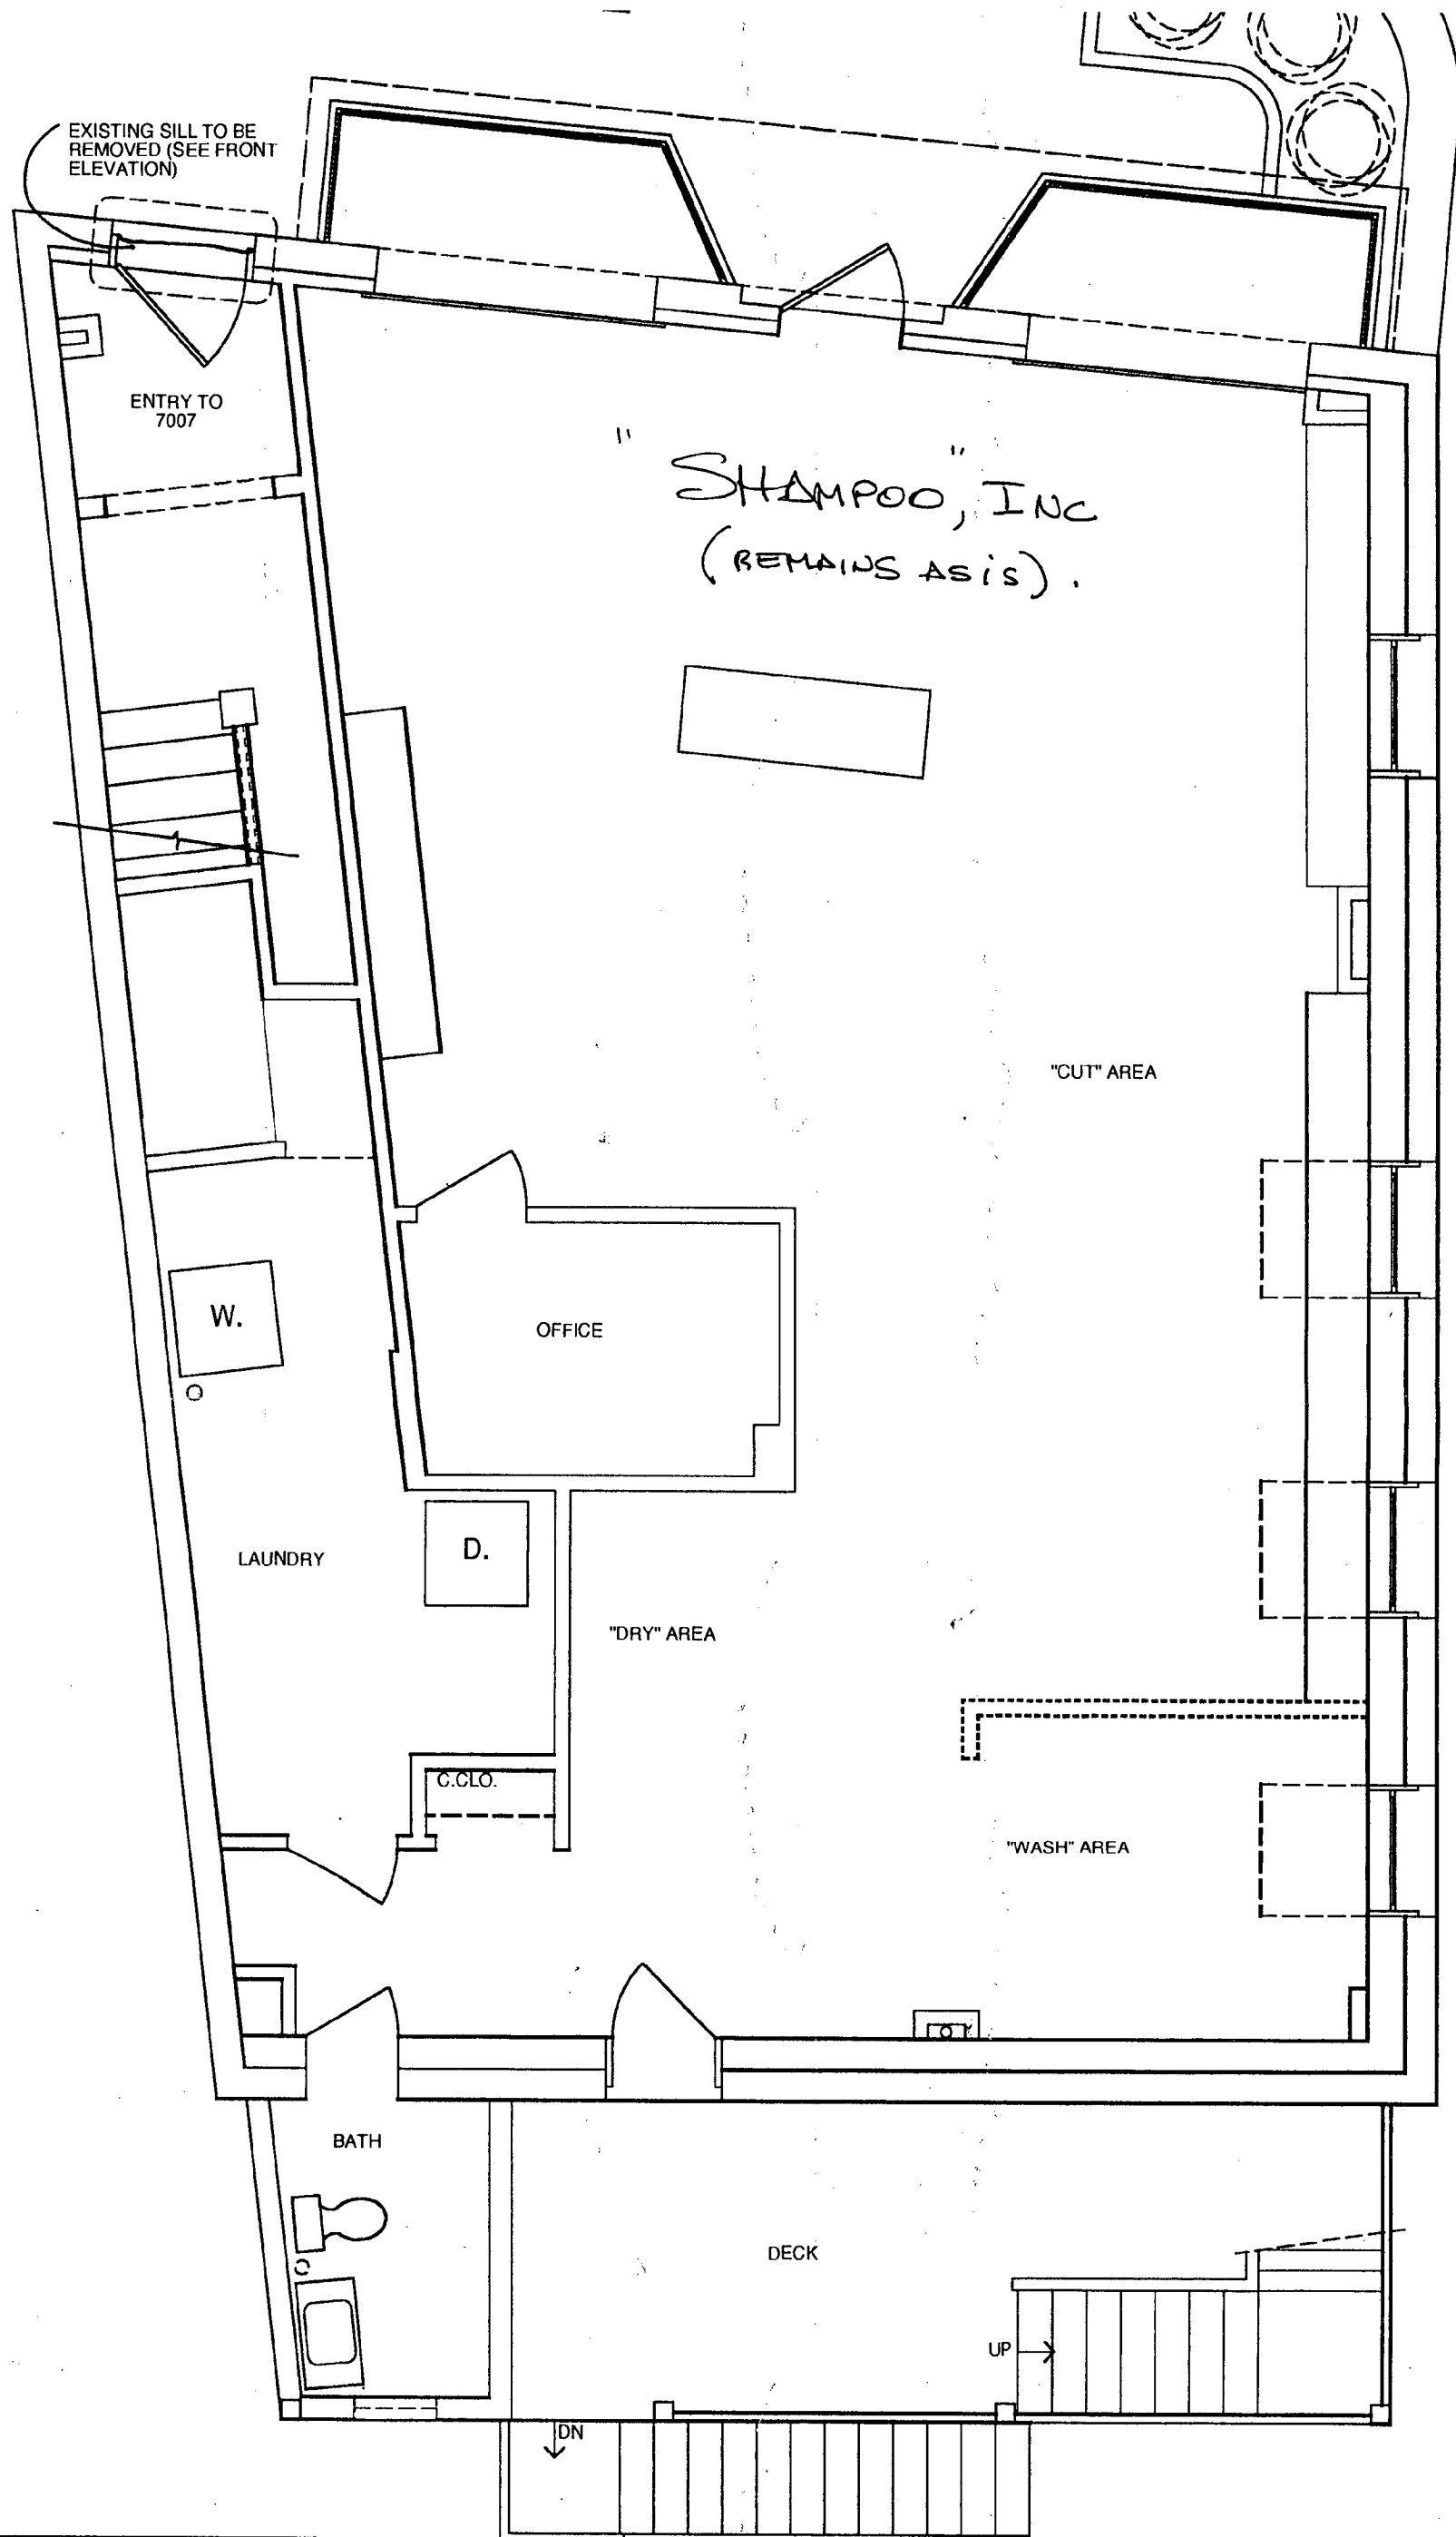 EXISTING SILL TO BE
REMOVED (SEE FRONT
ELEVATION)
ENTRY TO
7007
"SHAMPOO", INC
(REMAINS AS IS).
"CUT" AREA
W.
OFFICE
LAUNDRY
D.
"DRY" AREA
C.CLO.
"WASH" AREA
BATH
DECK
UP
DN